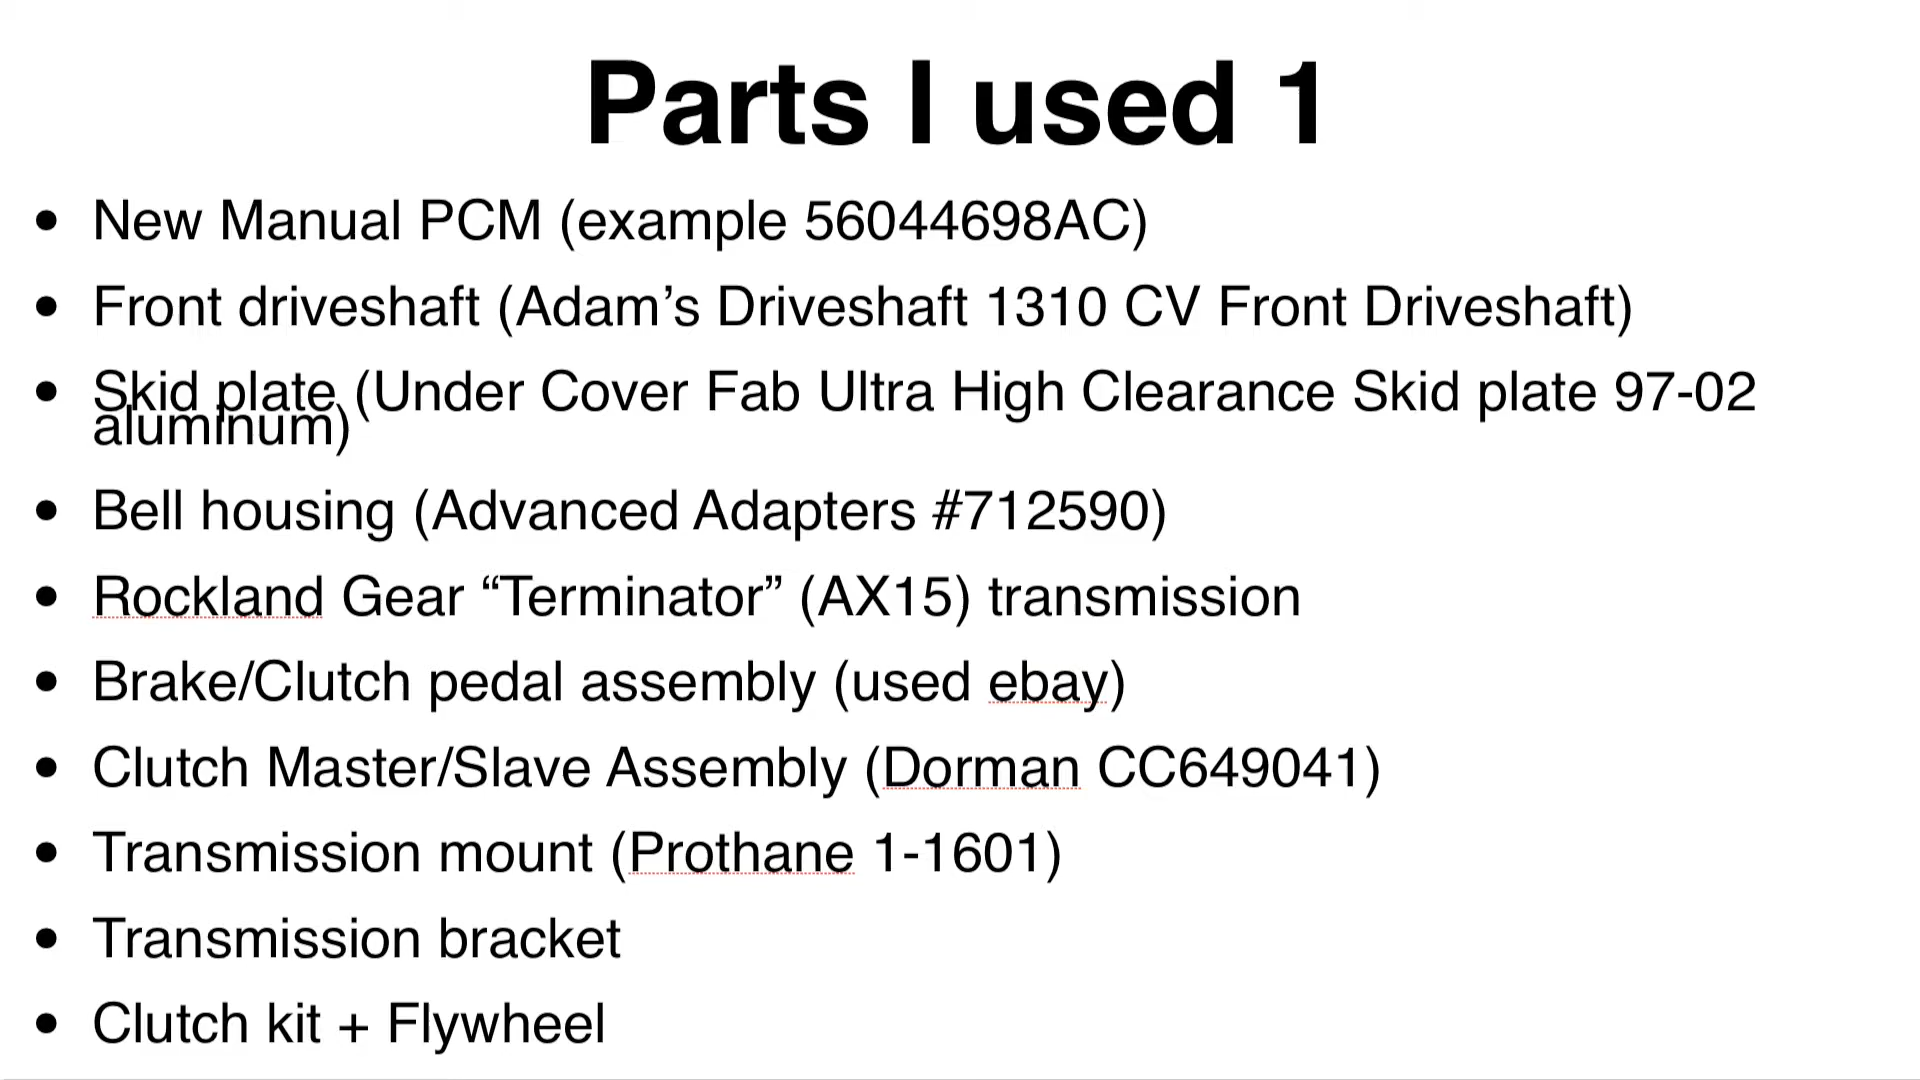 Parts I used 1
• New Manual PCM (example 56044698AC)
• Front driveshaft (Adam’s Driveshaft 1310 CV Front Driveshaft)
• Skid plate (Under Cover Fab Ultra High Clearance Skid plate 97-02
aluminum)
• Bell housing (Advanced Adapters #712590)
• Rockland Gear “Terminator” (AX15) transmission
• Brake/Clutch pedal assembly (used ebay)
• Clutch Master/Slave Assembly (Dorman CC649041)
• Transmission mount (Prothane 1-1601)
• Transmission bracket
• Clutch kit + Flywheel